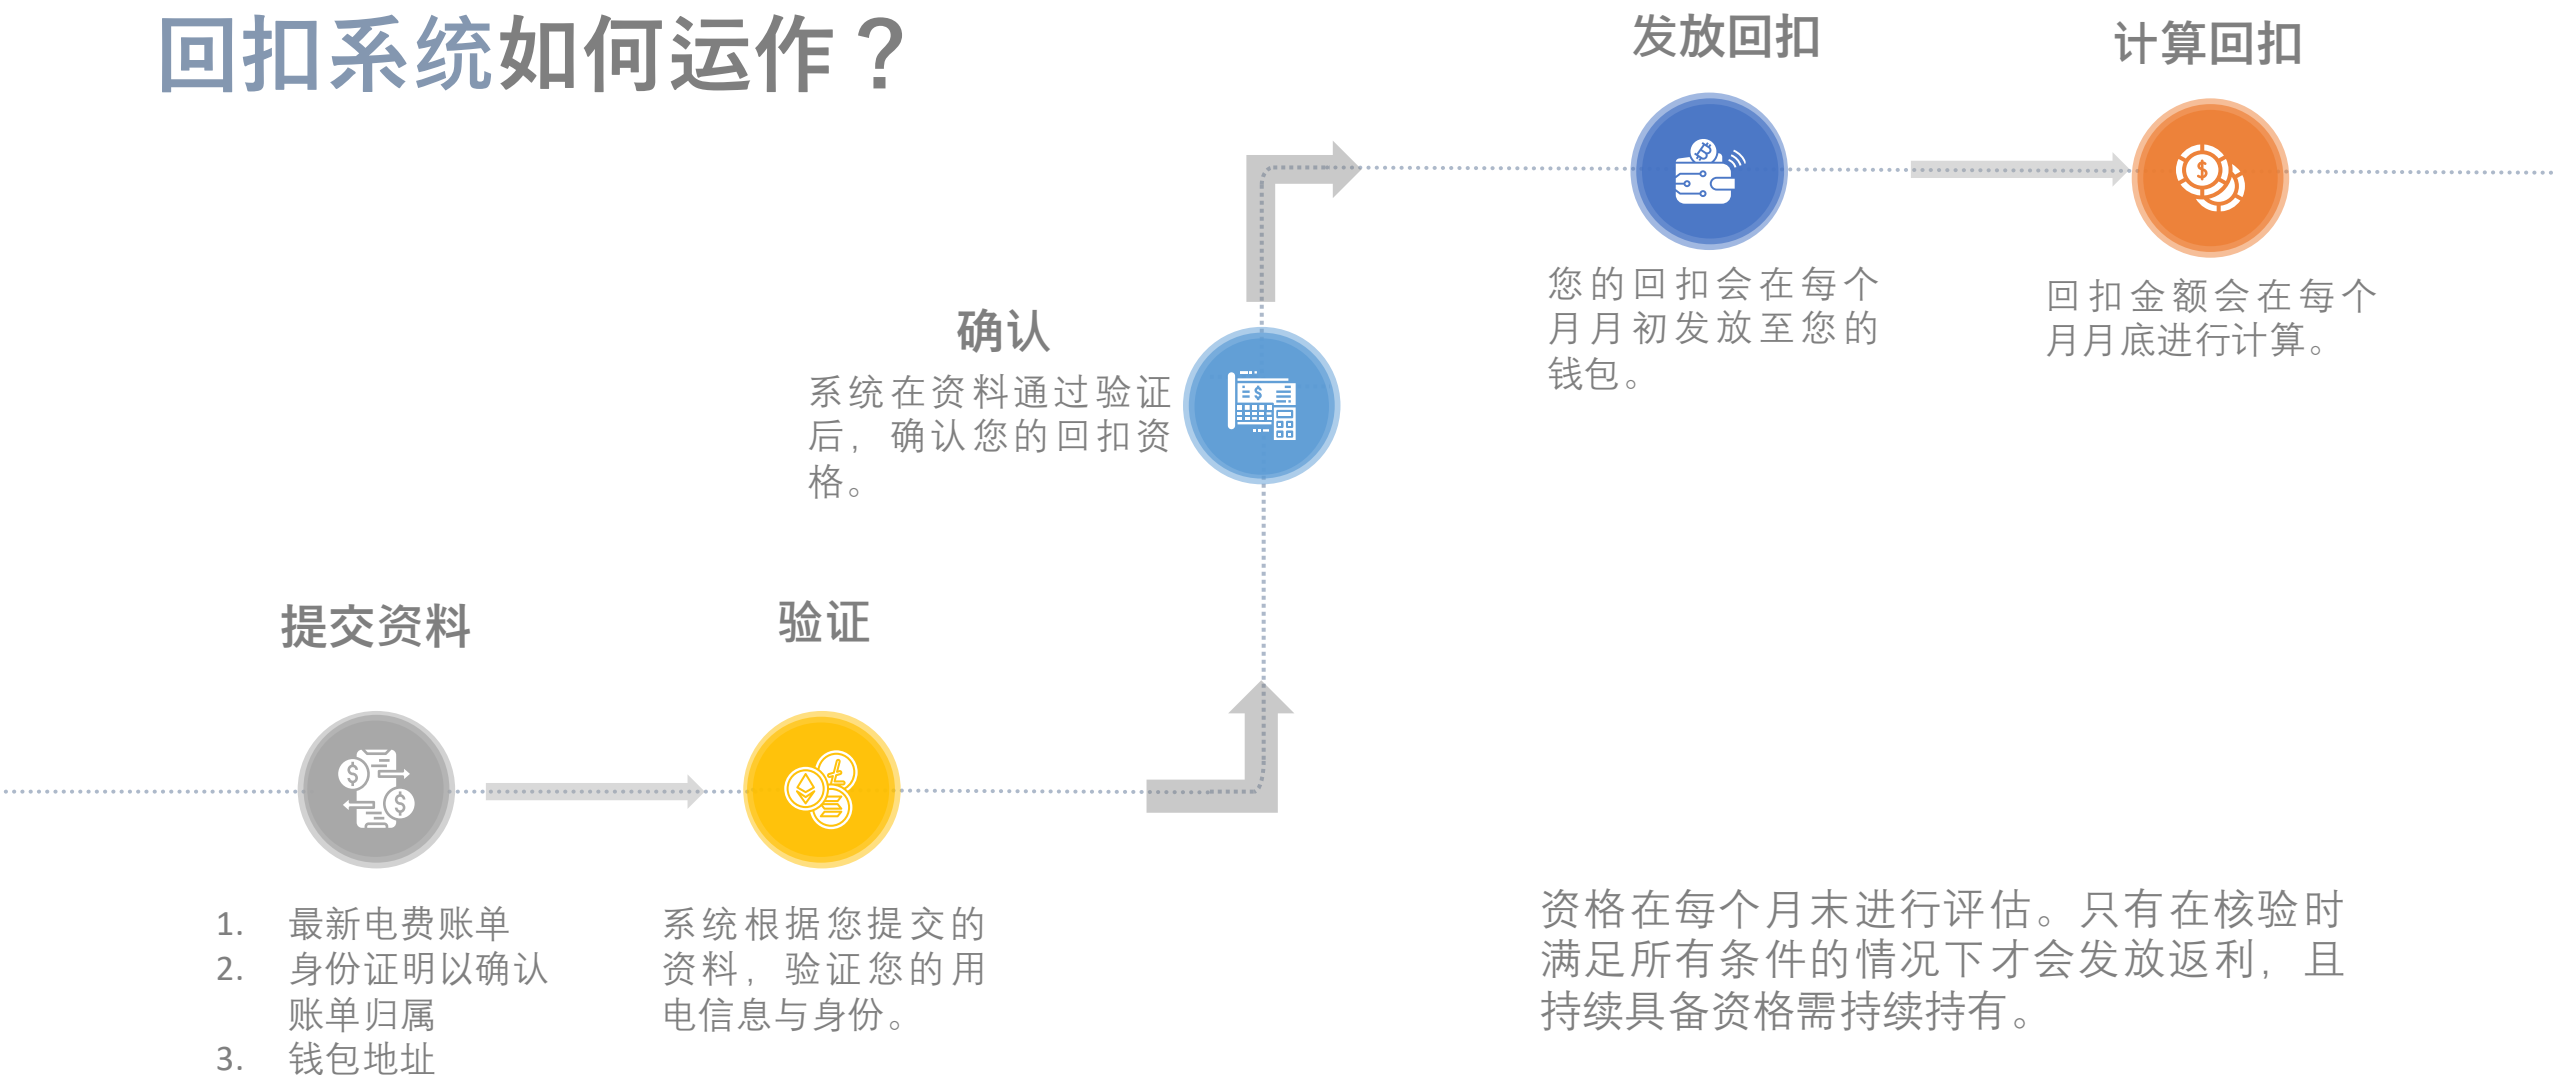 回扣系统如何运作？
发放回扣
计算回扣
您的回扣会在每个
月月初发放至您的
钱包。
回扣金额会在每个
月月底进行计算。
确认
系统在资料通过验证
后，确认您的回扣资
格。
提交资料
验证
1. 最新电费账单
2. 身份证明以确认
账单归属
3. 钱包地址
系统根据您提交的
资料，验证您的用
电信息与身份。
资格在每个月末进行评估。只有在核验时
满足所有条件的情况下才会发放返利，且
持续具备资格需持续持有。